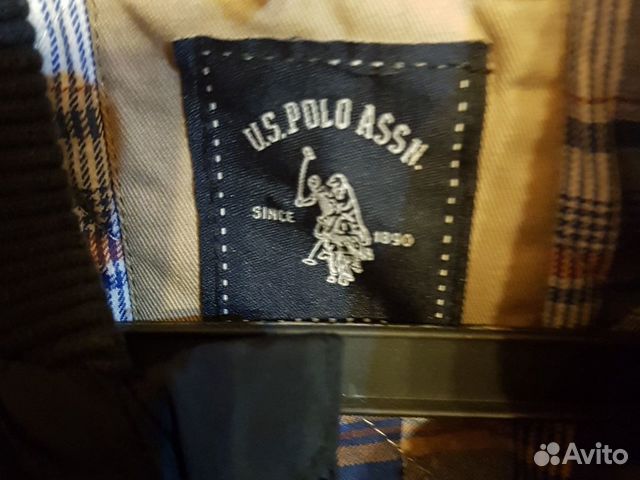 U.S. POLO ASSN.
SINCE 1890
Avito